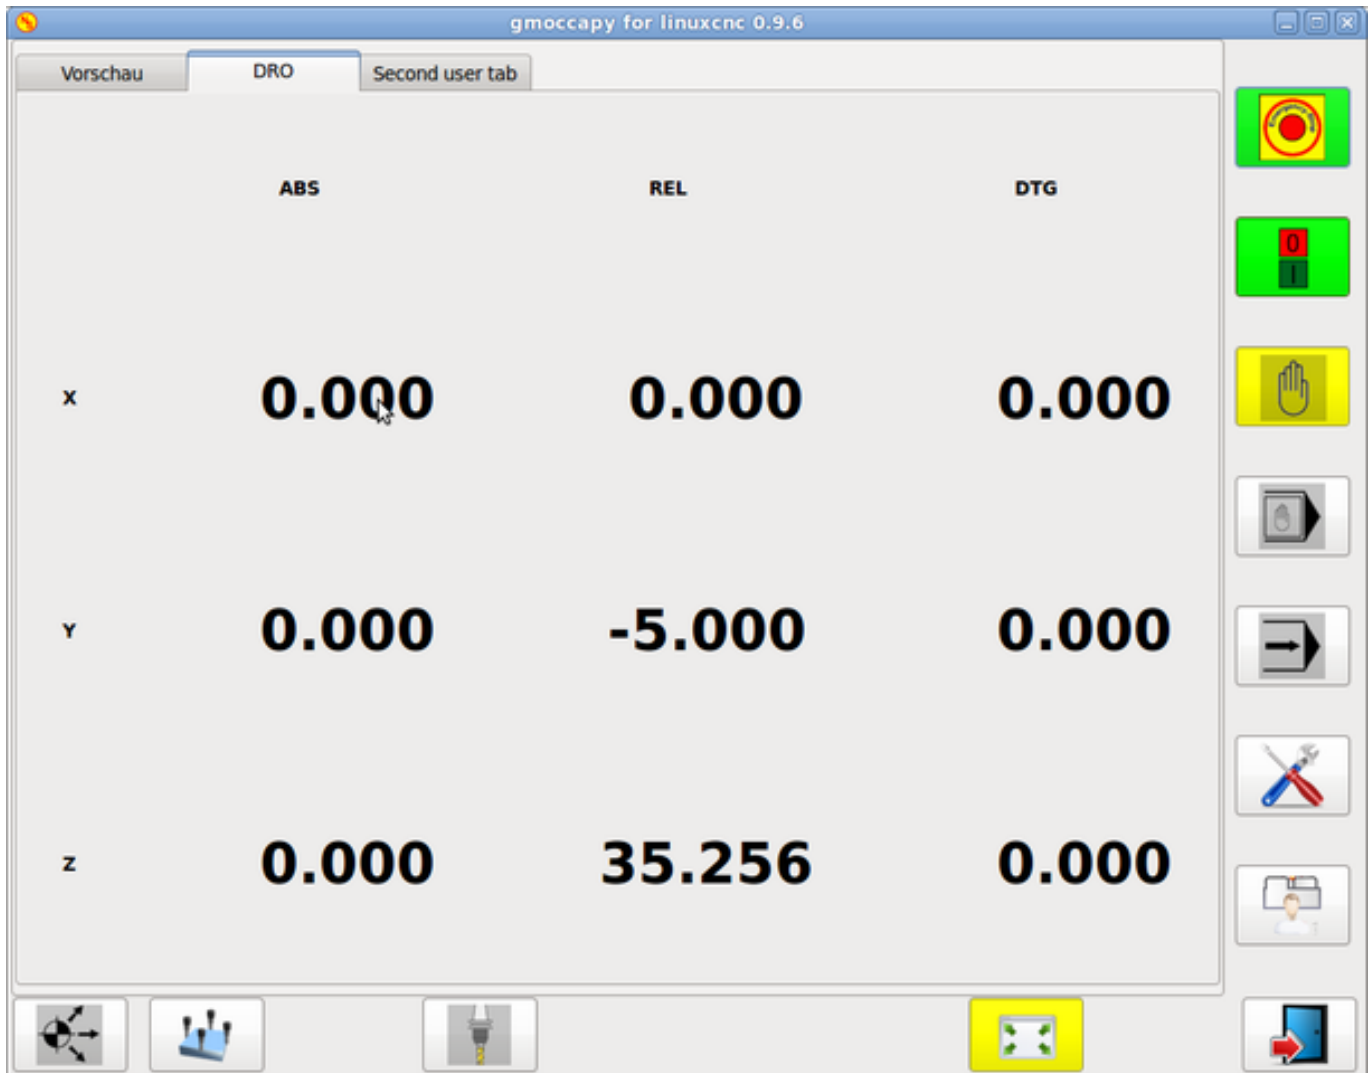 gmoccapy for linuxcnc 0.9.6
Vorschau DRO Second user tab
ABS REL DTG
X 0.000 0.000 0.000
Y 0.000 -5.000 0.000
Z 0.000 35.256 0.000
0
I